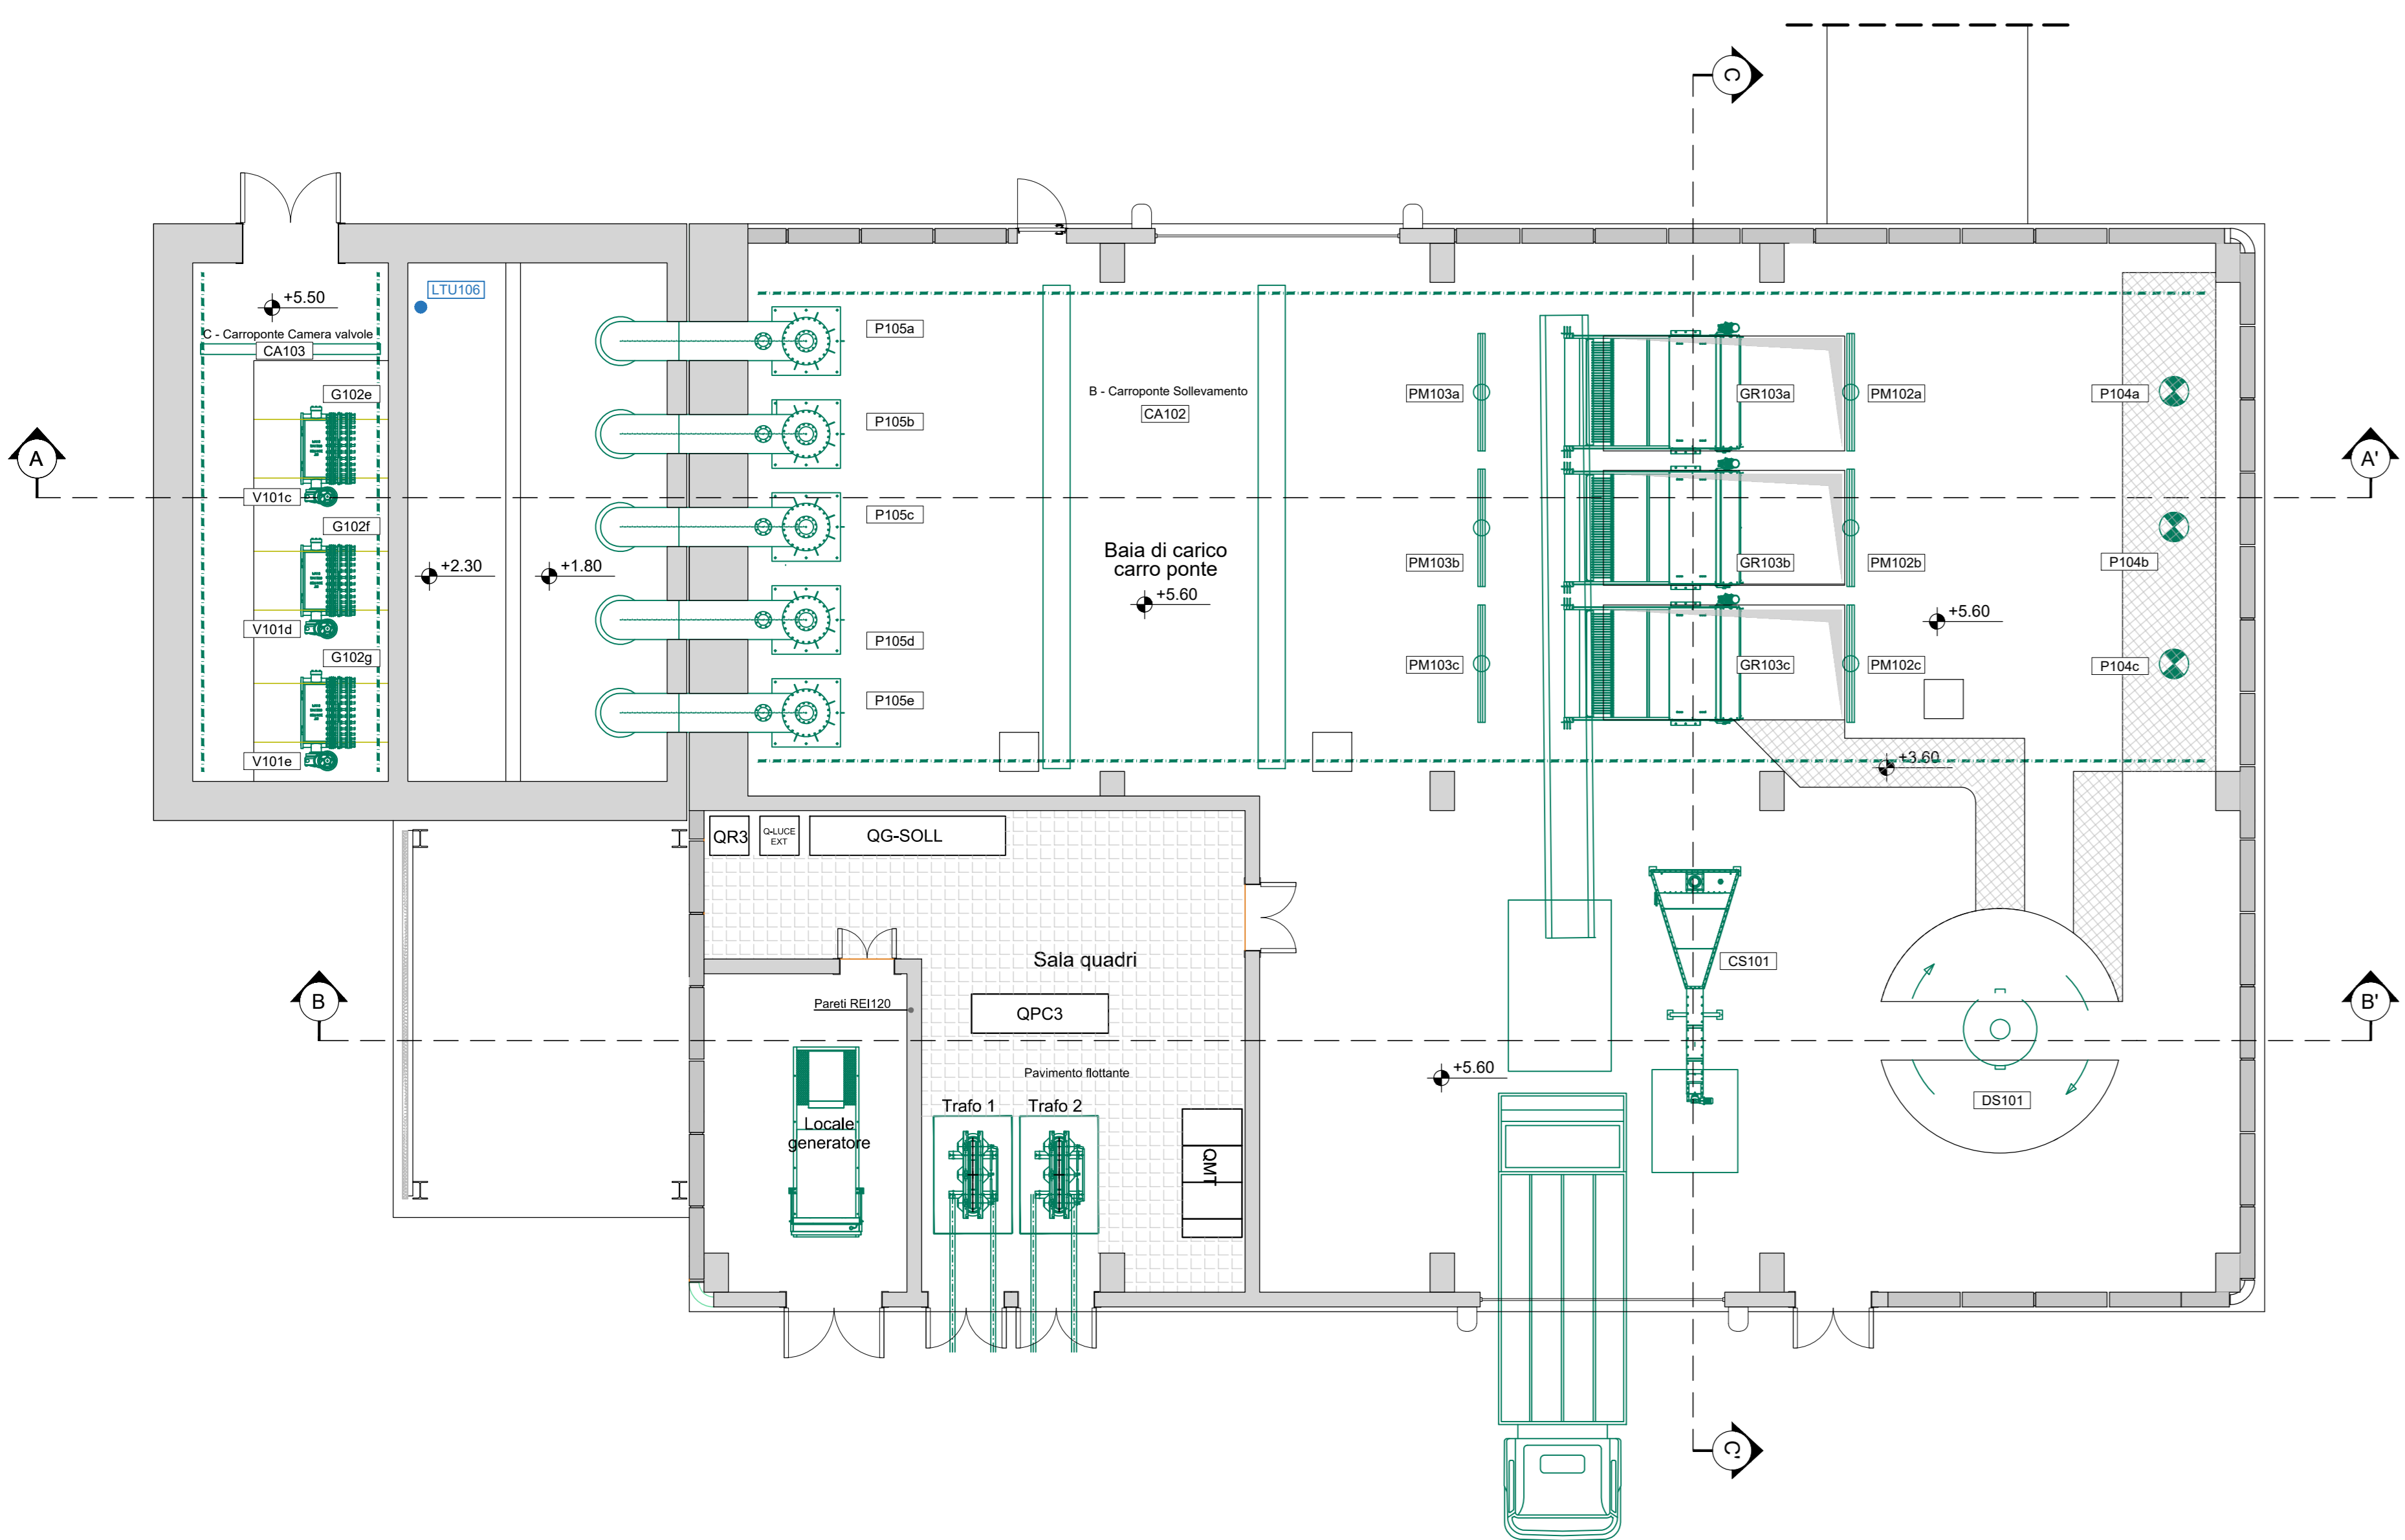 C
LTU106
+5.50
C - Carroponte Camera valvole
CA103
P105a
G102e
B - Carroponte Sollevamento
CA102
PM103a
GR103a
PM102a
P104a
P105b
A
A'
V101c
P105c
G102f
Baia di carico
carro ponte
+5.60
+2.30
+1.80
PM103b
GR103b
PM102b
P104b
+5.60
V101d
P105d
G102g
PM103c
GR103c
PM102c
P104c
P105e
V101e
+3.60
QR3
Q-LUCE
EXT
QG-SOLL
Sala quadri
CS101
B
Pareti REI120
QPC3
B'
+5.60
Pavimento flottante
Trafo 1
Trafo 2
DS101
Locale
generatore
QMT
C'